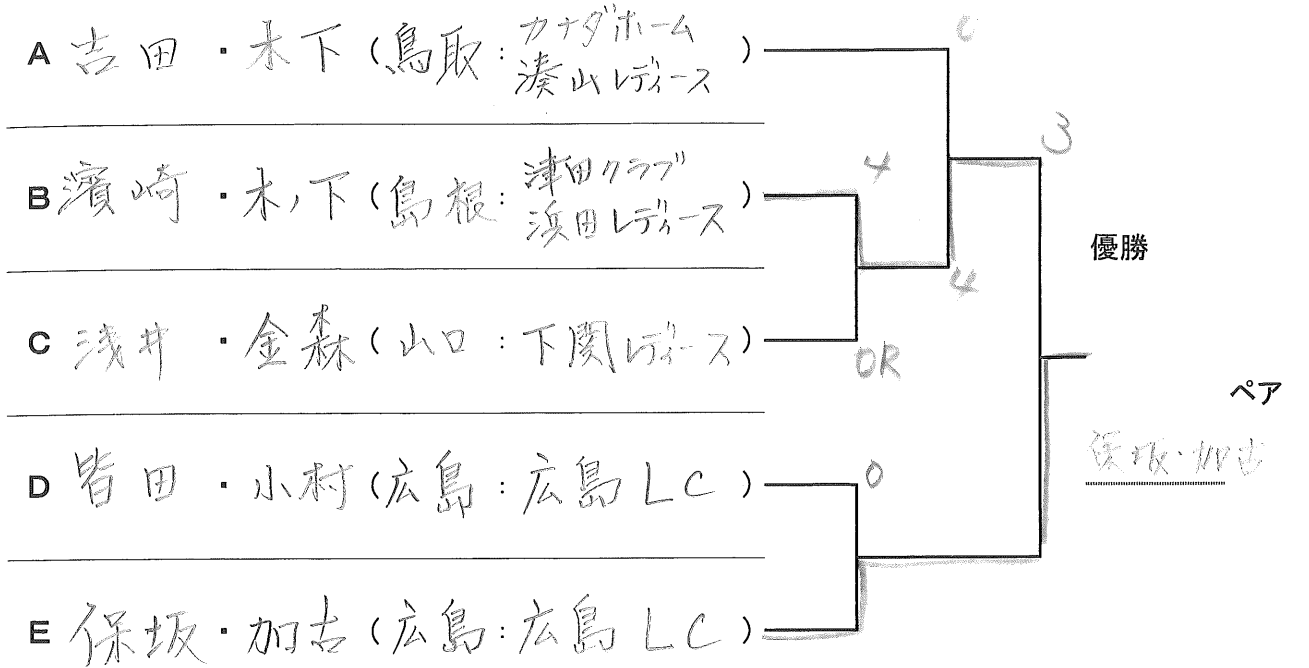 A 吉田・木下(鳥取:カナダホーム
湊山レディース)
B 濱崎・木ノ下(島根:津田クラブ
浜田レディース)
C 浅井・金森(山口:下関レディース)
D 皆田・小村(広島:広島LC)
E 保坂・加古(広島:広島LC)
4
0R
4
0
3
優勝
ペア
保坂・加古